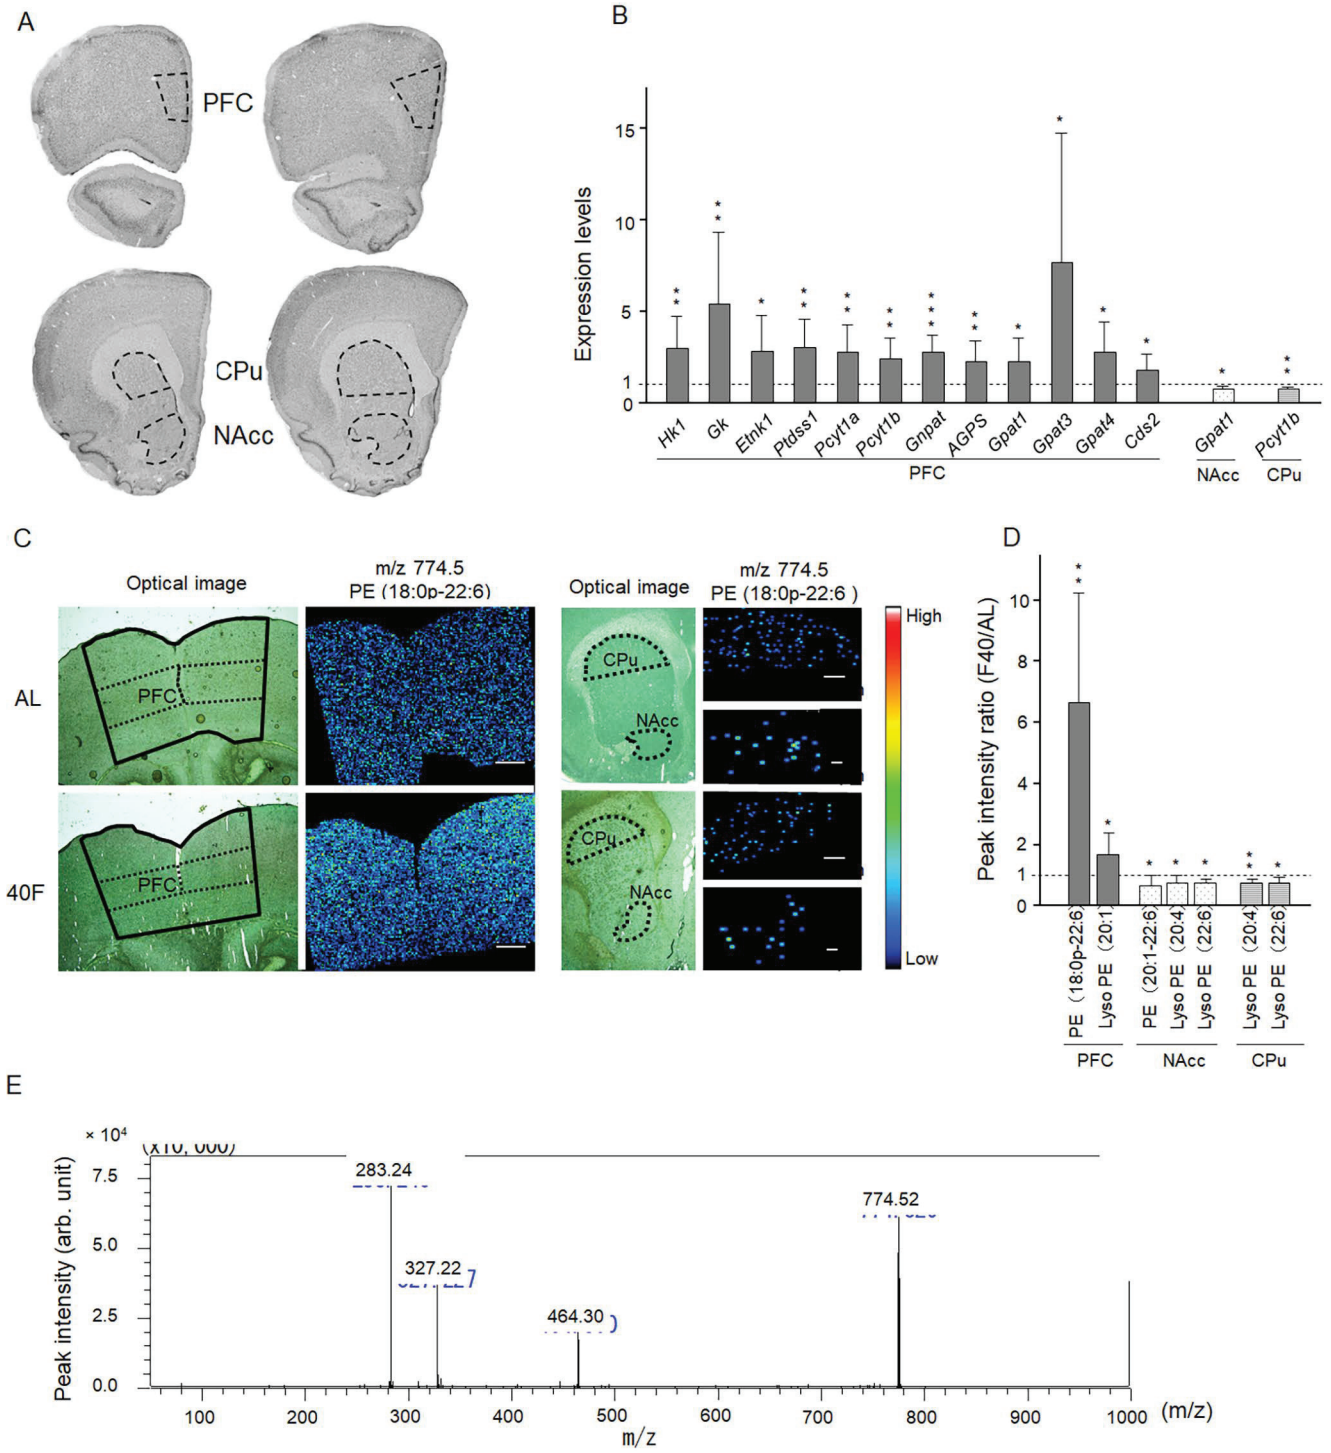 A
PFC
CPu
NAcc
B
Expression levels
15
10
5
1
0
* *
* *
*
* *
* *
* *
* * *
* *
*
*
*
*
*
* *
Hk1
Gk
Etnk1
Ptdss1
Pcyt1a
Pcyt1b
Gnpat
AGPS
Gpat1
Gpat3
Gpat4
Cds2
Gpat1
Pcyt1b
PFC
NAcc
CPu
C
Optical image
m/z 774.5
PE (18:0p-22:6)
Optical image
m/z 774.5
PE (18:0p-22:6 )
AL
PFC
CPu
NAcc
40F
PFC
CPu
NAcc
High
Low
D
Peak intensity ratio (F40/AL)
10
8
6
4
2
1
0
* *
*
*
*
*
* *
*
PE (18:0p-22:6)
Lyso PE (20:1)
PE (20:1-22:6)
Lyso PE (20:4)
Lyso PE (22:6)
Lyso PE (20:4)
Lyso PE (22:6)
PFC
NAcc
CPu
E
× 10⁴
(x10,000)
Peak intensity (arb. unit)
7.5
5.0
2.5
0.0
283.24
327.22
464.30
774.52
100
200
300
400
500
600
700
800
900
1000
(m/z)
m/z